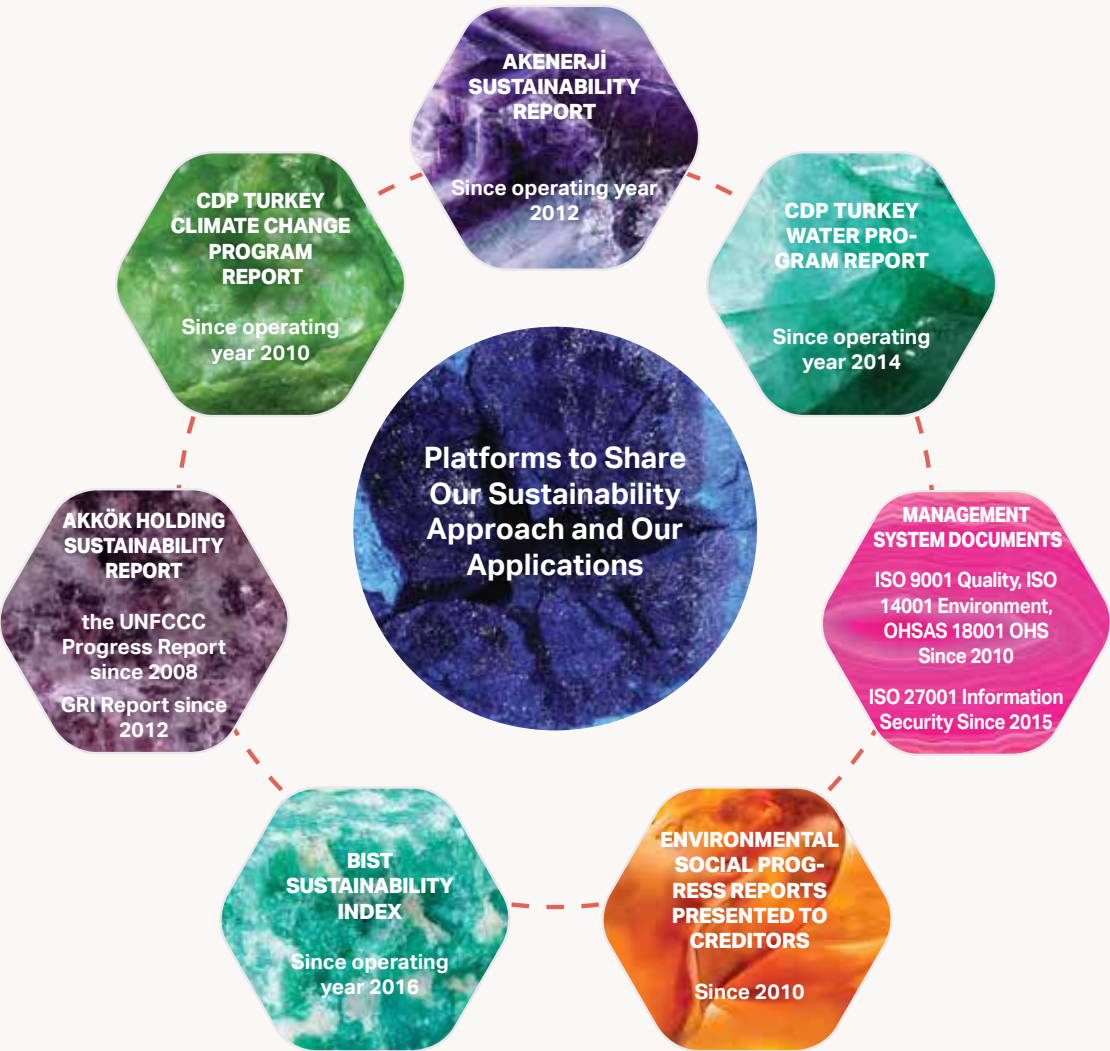 AKENERJİ
SUSTAINABILITY
REPORT
Since operating year
2012
CDP TURKEY
CLIMATE CHANGE
PROGRAM
REPORT
Since operating
year 2010
CDP TURKEY
WATER PRO-
GRAM REPORT
Since operating
year 2014
Platforms to Share
Our Sustainability
Approach and Our
Applications
AKKÖK HOLDING
SUSTAINABILITY
REPORT
the UNFCCC
Progress Report
since 2008
GRI Report since
2012
MANAGEMENT
SYSTEM DOCUMENTS
ISO 9001 Quality, ISO
14001 Environment,
OHSAS 18001 OHS
Since 2010
ISO 27001 Information
Security Since 2015
BIST
SUSTAINABILITY
INDEX
Since operating
year 2016
ENVIRONMENTAL
SOCIAL PROG-
RESS REPORTS
PRESENTED TO
CREDITORS
Since 2010